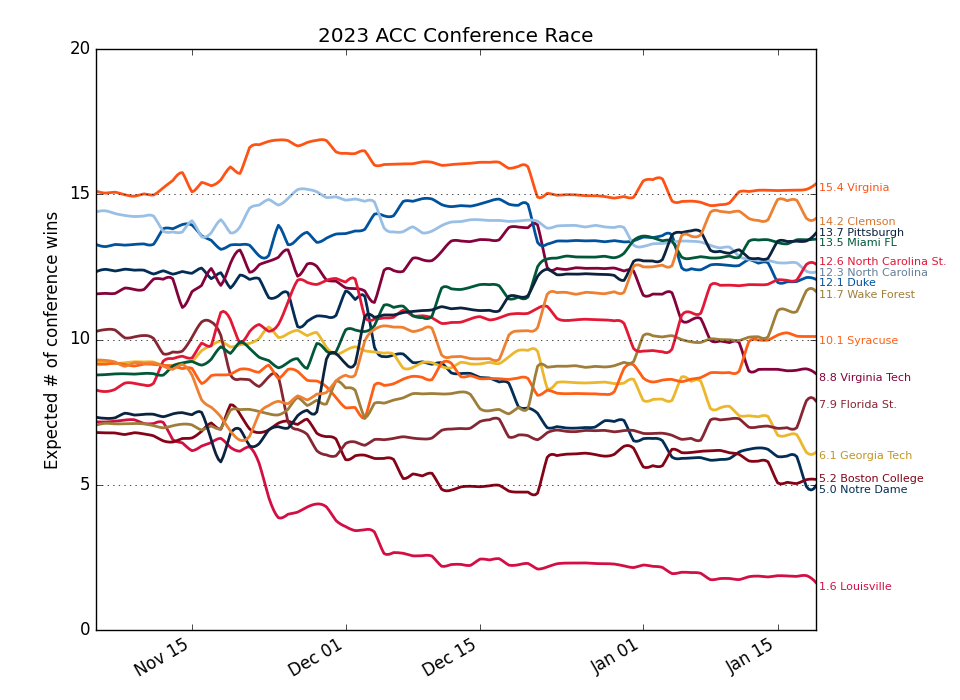 2023 ACC Conference Race
Expected # of conference wins
20
15
10
5
0
Nov 15
Dec 01
Dec 15
Jan 01
Jan 15
15.4 Virginia
14.2 Clemson
13.7 Pittsburgh
13.5 Miami FL
12.6 North Carolina St.
12.3 North Carolina
12.1 Duke
11.7 Wake Forest
10.1 Syracuse
8.8 Virginia Tech
7.9 Florida St.
6.1 Georgia Tech
5.2 Boston College
5.0 Notre Dame
1.6 Louisville